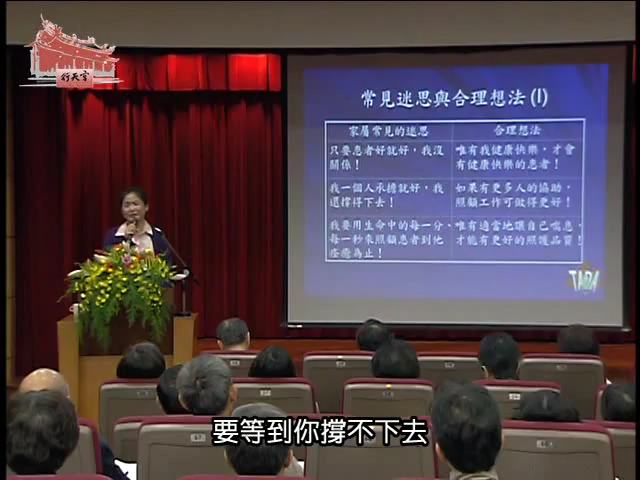 行天宮
常見迷思與合理想法(I)
家屬常見的迷思
合理想法
只要患者好就好，我沒
關係！
唯有我健康快樂，才會
有健康快樂的患者！
我一個人承擔就好，我
還撐得下去！
如果有更多人的協助，
照顧工作可做得更好！
我要用生命中的每一分、
每一秒來照顧患者到他
痊癒為止！
唯有適當地讓自己喘息，
才能有更好的照護品質！
TADA
要等到你撐不下去